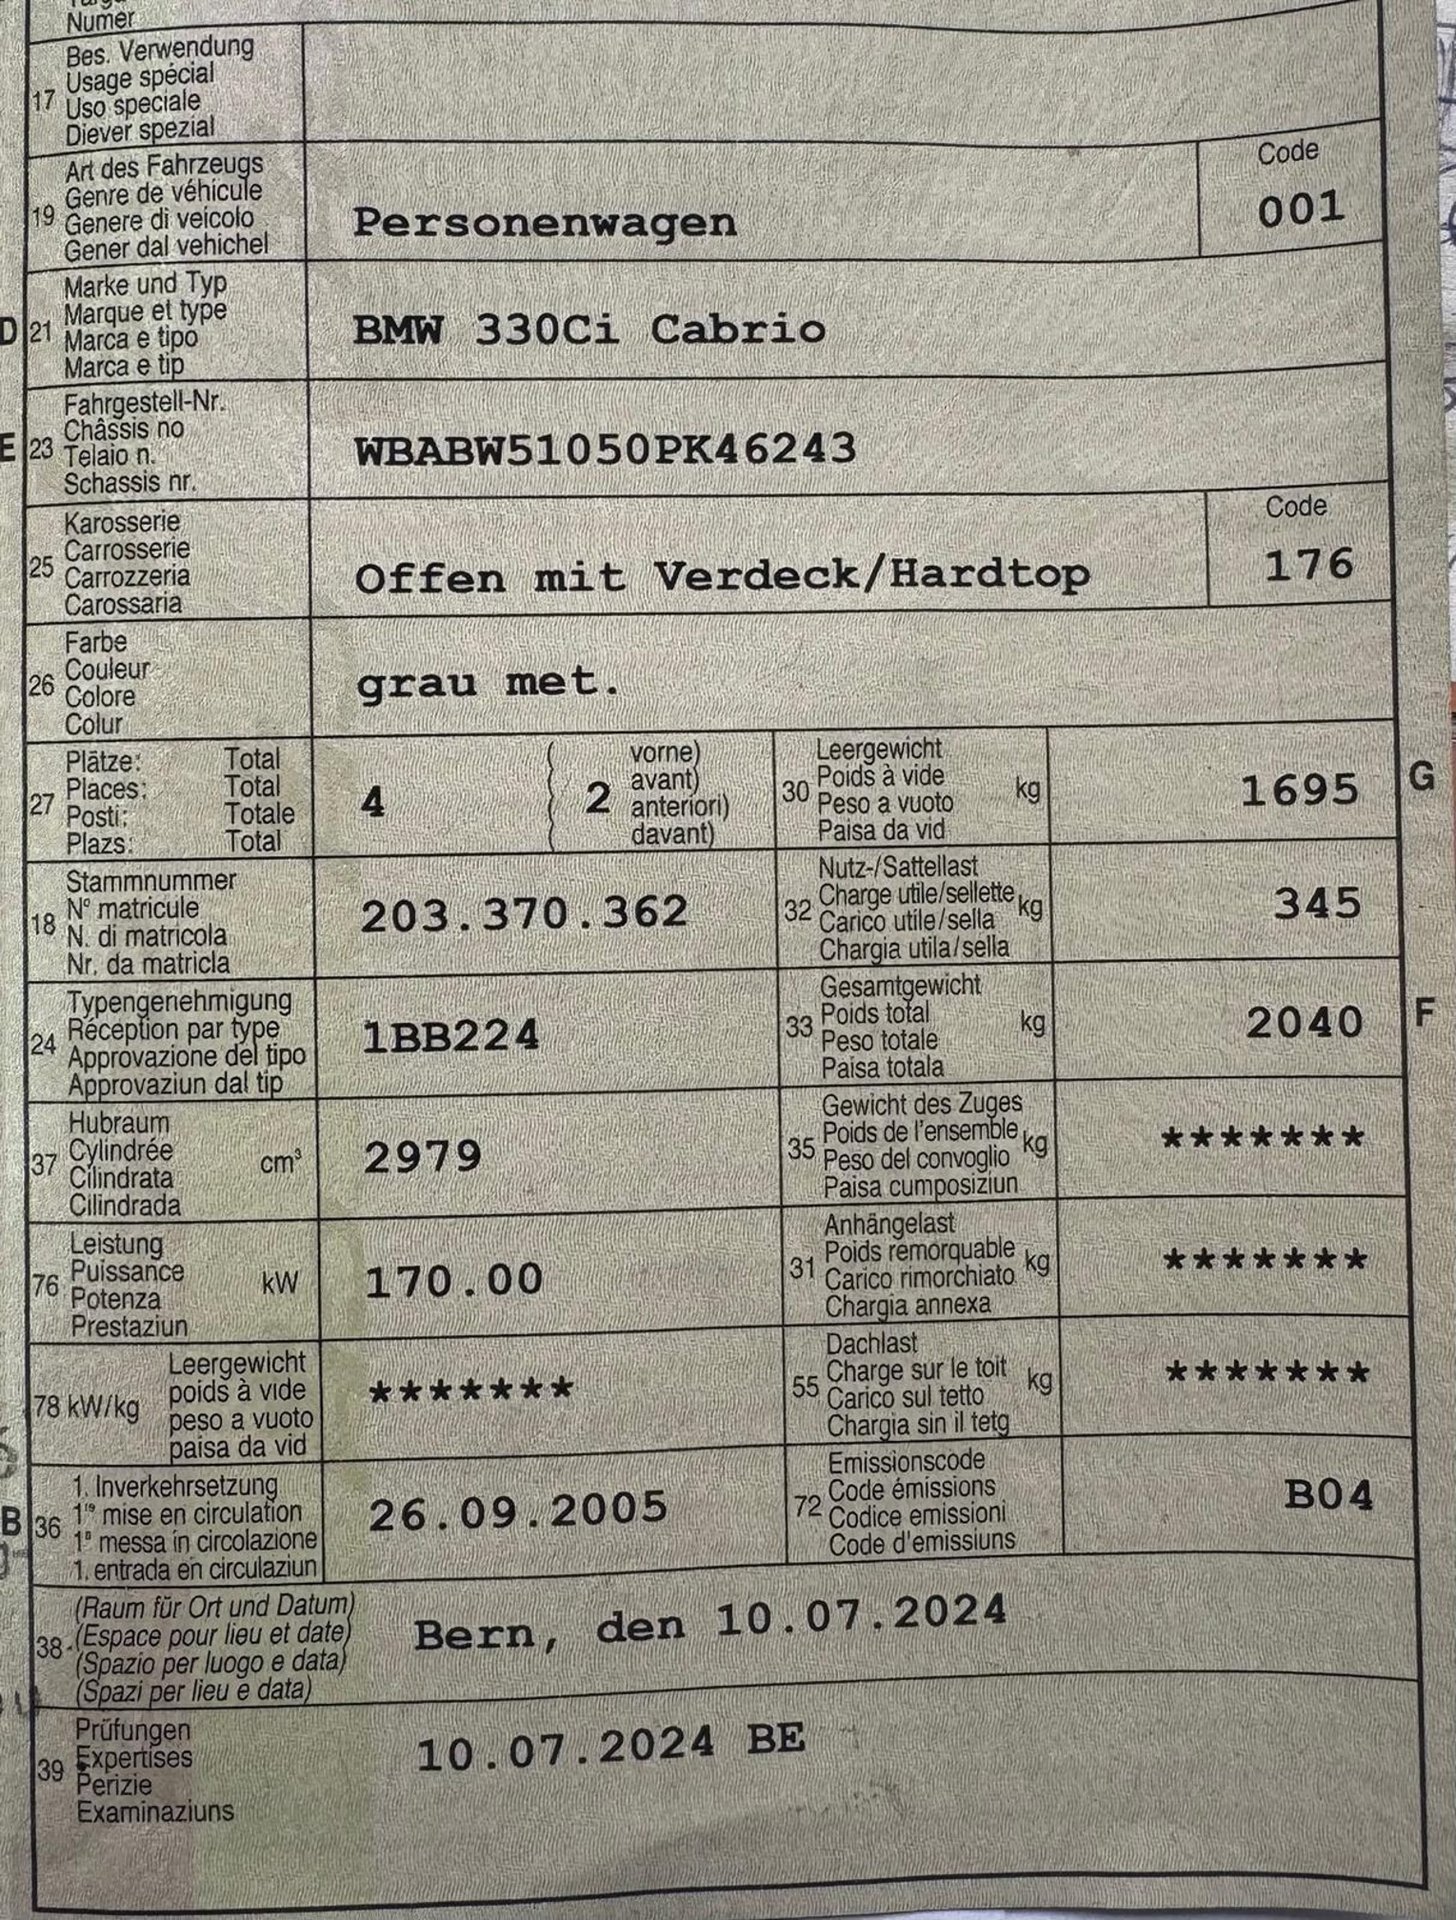 Numer
17
Bes. Verwendung
Usage spécial
Uso speciale
Diever spezial
19
Art des Fahrzeugs
Genre de véhicule
Genere di veicolo
Gener dal vehichel
Personenwagen
Code
001
D 21
Marke und Typ
Marque et type
Marca e tipo
Marca e tip
BMW 330Ci Cabrio
E 23
Fahrgestell-Nr.
Châssis no
Telaio n.
Schassis nr.
WBABW51050PK46243
25
Karosserie
Carrosserie
Carrozzeria
Carossaria
Offen mit Verdeck/Hardtop
Code
176
26
Farbe
Couleur
Colore
Colur
grau met.
27
Plätze: Total
Places: Total
Posti: Totale
Plazs: Total
4
( 2 vorne)
( avant)
( anteriori)
( davant)
30
Leergewicht
Poids à vide
Peso a vuoto
Paisa da vid
kg
1695
G
18
Stammnummer
N° matricule
N. di matricola
Nr. da matricla
203.370.362
32
Nutz-/Sattellast
Charge utile/sellette
Carico utile/sella
Chargia utila/sella
kg
345
24
Typengenehmigung
Réception par type
Approvazione del tipo
Approvaziun dal tip
1BB224
33
Gesamtgewicht
Poids total
Peso totale
Paisa totala
kg
2040
F
37
Hubraum
Cylindrée
Cilindrata
Cilindrada
cm³
2979
35
Gewicht des Zuges
Poids de l'ensemble
Peso del convoglio
Paisa cumposiziun
kg
*******
76
Leistung
Puissance
Potenza
Prestaziun
kW
170.00
31
Anhängelast
Poids remorquable
Carico rimorchiato
Chargia annexa
kg
*******
78 kW/kg
Leergewicht
poids à vide
peso a vuoto
paisa da vid
*******
55
Dachlast
Charge sur le toit
Carico sul tetto
Chargia sin il tetg
kg
*******
B 36
1. Inverkehrsetzung
1re mise en circulation
1a messa in circolazione
1. entrada en circulaziun
26.09.2005
72
Emissionscode
Code émissions
Codice emissioni
Code d'emissiuns
B04
38
(Raum für Ort und Datum)
(Espace pour lieu et date)
(Spazio per luogo e data)
(Spazi per lieu e data)
Bern, den 10.07.2024
39
Prüfungen
Expertises
Perizie
Examinaziuns
10.07.2024 BE